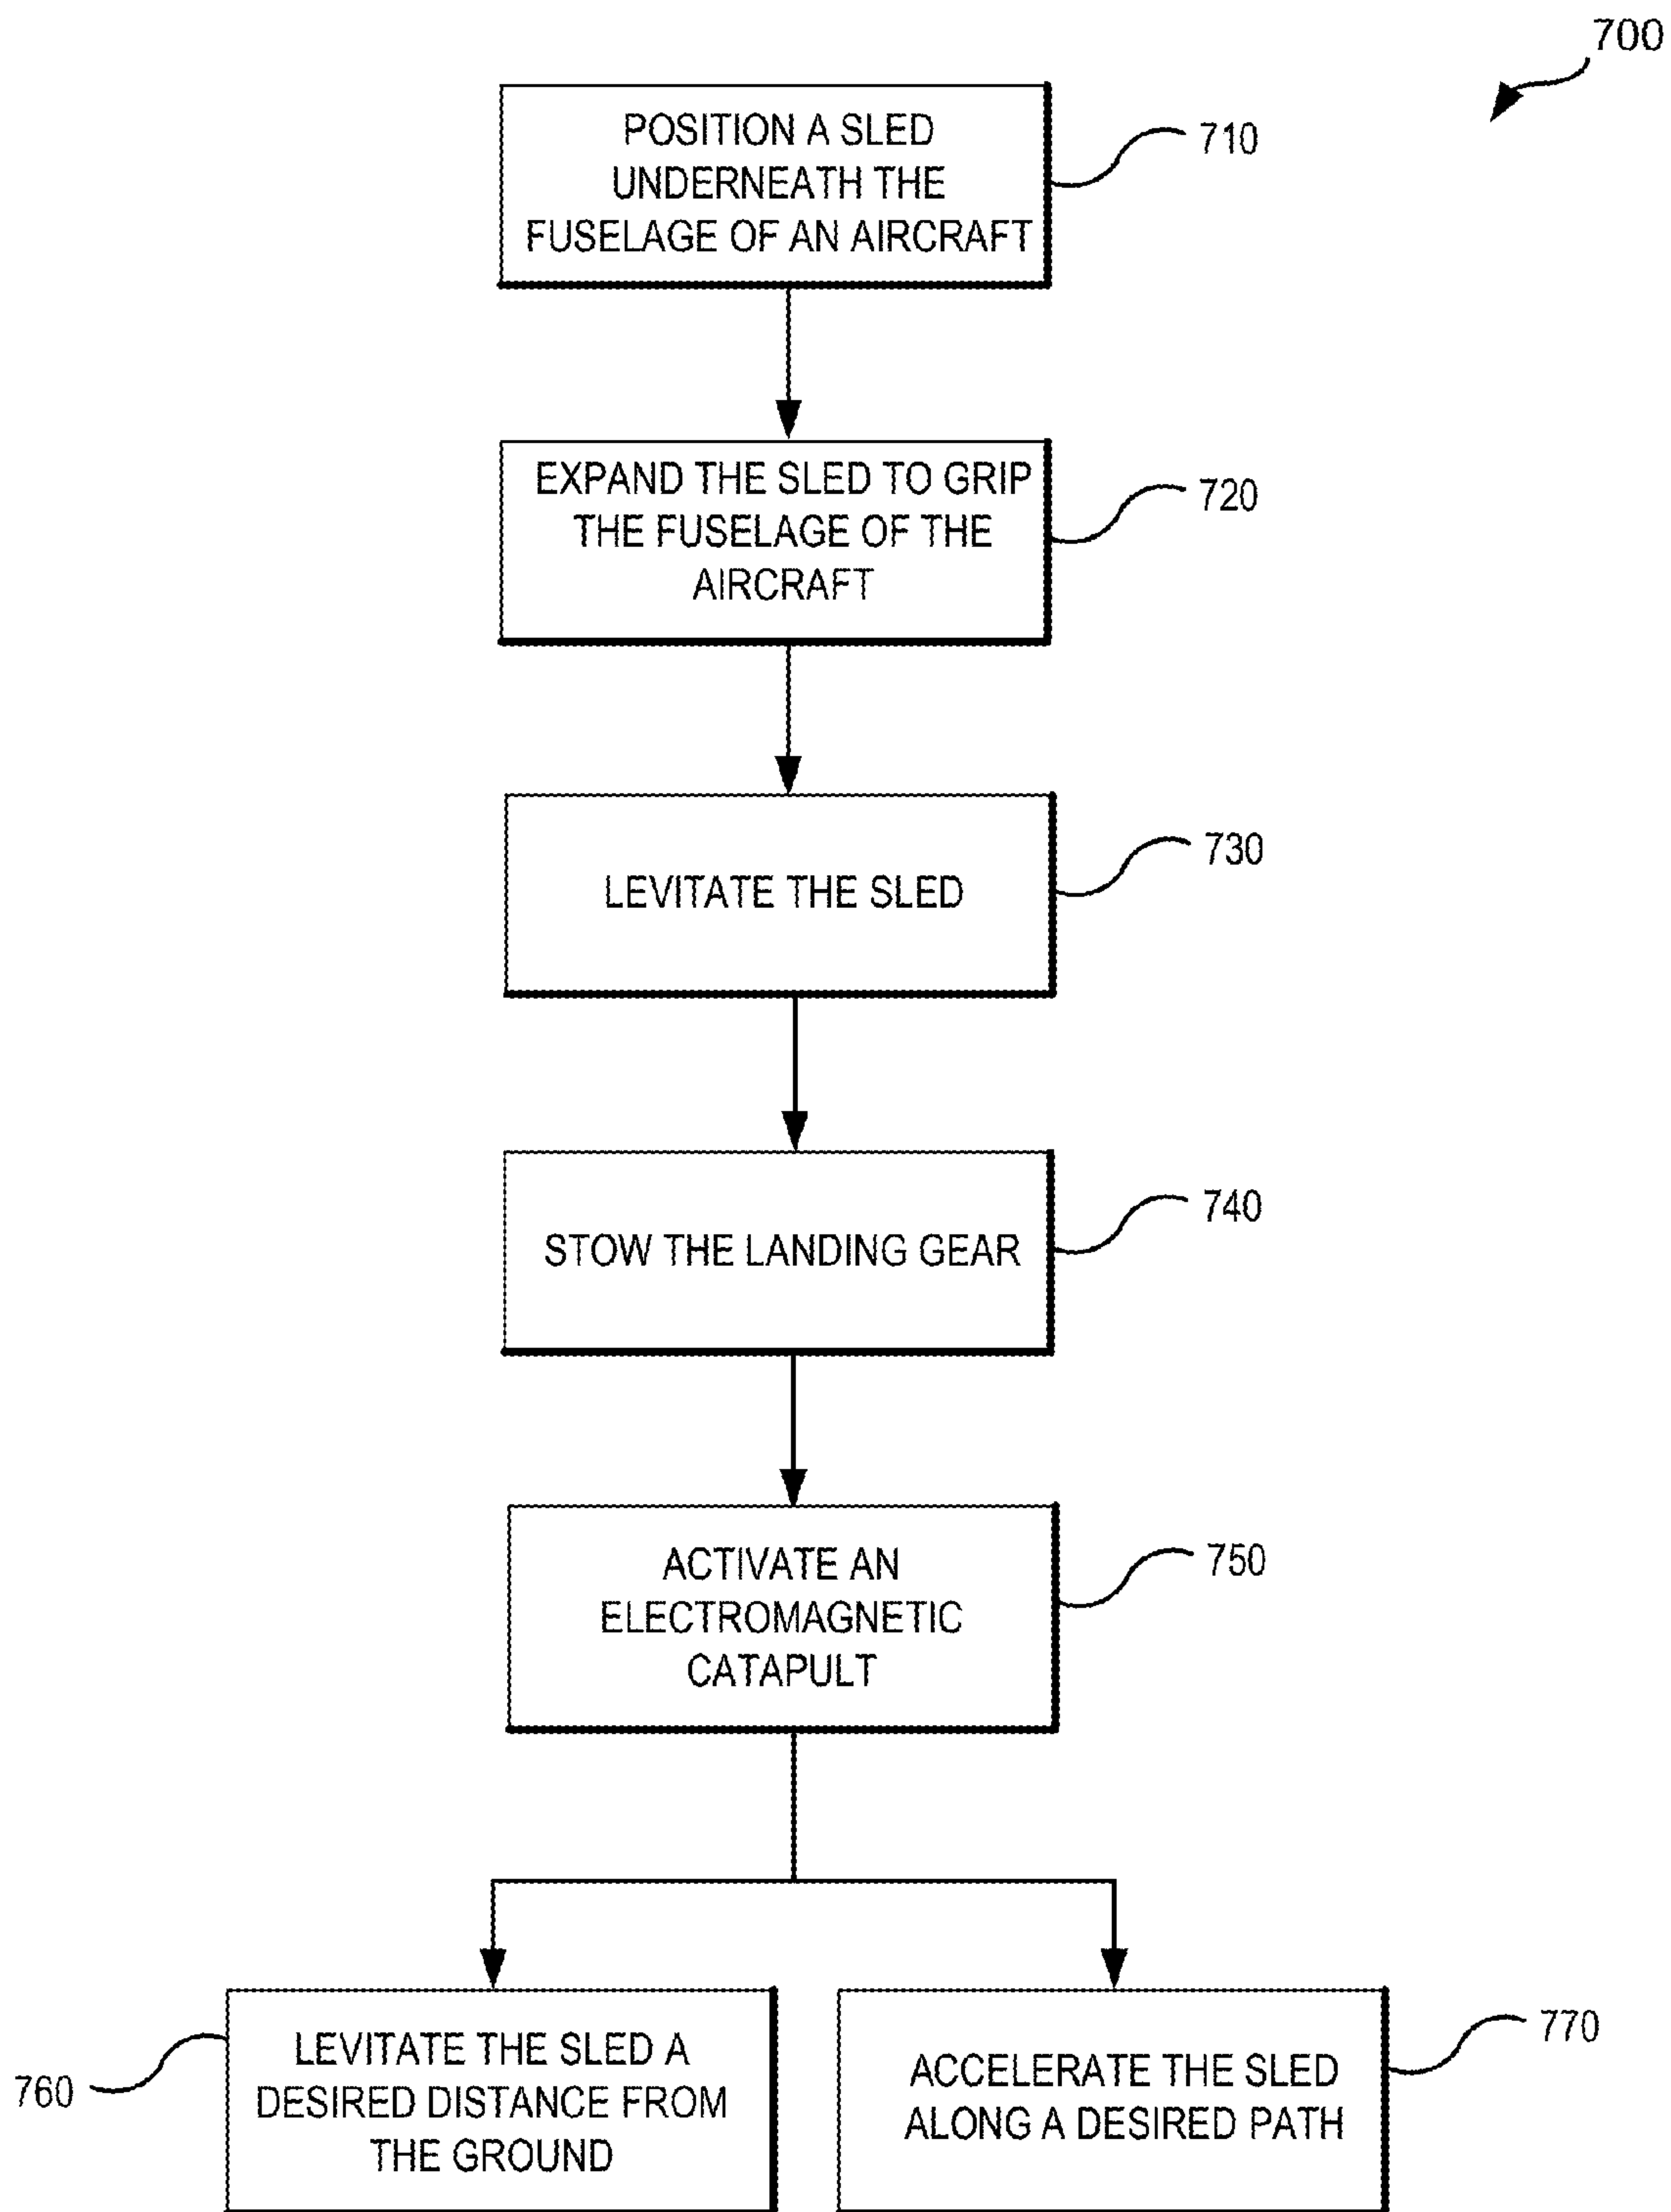 700
POSITION A SLED
UNDERNEATH THE
FUSELAGE OF AN AIRCRAFT
710
EXPAND THE SLED TO GRIP
THE FUSELAGE OF THE
AIRCRAFT
720
LEVITATE THE SLED
730
STOW THE LANDING GEAR
740
ACTIVATE AN
ELECTROMAGNETIC
CATAPULT
750
LEVITATE THE SLED A
DESIRED DISTANCE FROM
THE GROUND
760
ACCELERATE THE SLED
ALONG A DESIRED PATH
770